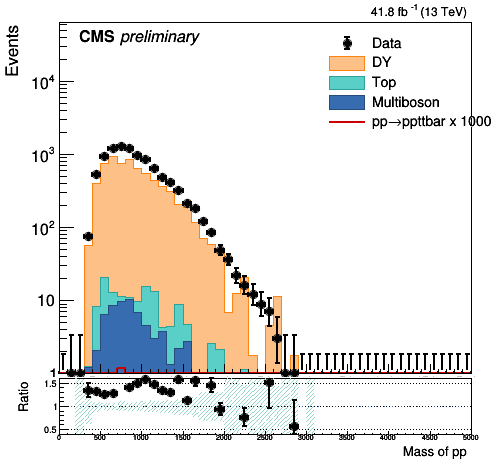 41.8 fb⁻¹ (13 TeV)
CMS preliminary
Events
Data
DY
Top
Multiboson
pp→ppttbar x 1000
10⁴
10³
10²
10
1
Ratio
1.5
1
0.5
0 500 1000 1500 2000 2500 3000 3500 4000 4500 5000
Mass of pp